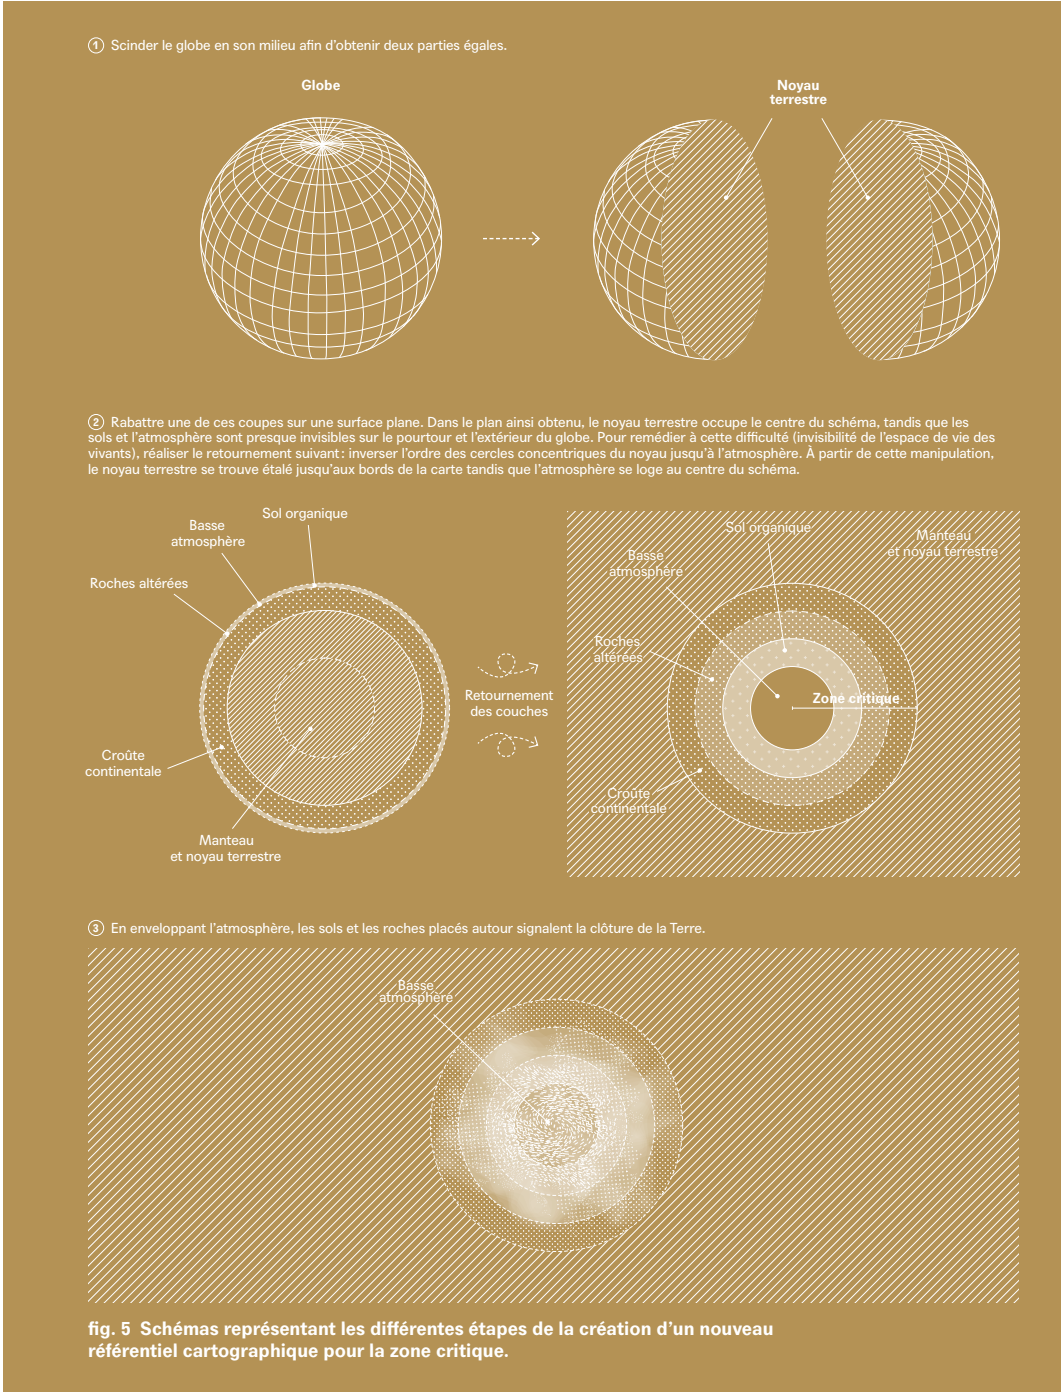 ① Scinder le globe en son milieu afin d’obtenir deux parties égales.
Globe
Noyau
terrestre
② Rabattre une de ces coupes sur une surface plane. Dans le plan ainsi obtenu, le noyau terrestre occupe le centre du schéma, tandis que les
sols et l’atmosphère sont presque invisibles sur le pourtour et l’extérieur du globe. Pour remédier à cette difficulté (invisibilité de l’espace de vie des
vivants), réaliser le retournement suivant : inverser l’ordre des cercles concentriques du noyau jusqu’à l’atmosphère. À partir de cette manipulation,
le noyau terrestre se trouve étalé jusqu’aux bords de la carte tandis que l’atmosphère se loge au centre du schéma.
Sol organique
Basse
atmosphère
Roches altérées
Croûte
continentale
Manteau
et noyau terrestre
Retournement
des couches
Sol organique
Manteau
et noyau terrestre
Basse
atmosphère
Roches
altérées
Zone critique
Croûte
continentale
③ En enveloppant l’atmosphère, les sols et les roches placés autour signalent la clôture de la Terre.
Basse
atmosphère
fig. 5 Schémas représentant les différentes étapes de la création d’un nouveau
référentiel cartographique pour la zone critique.